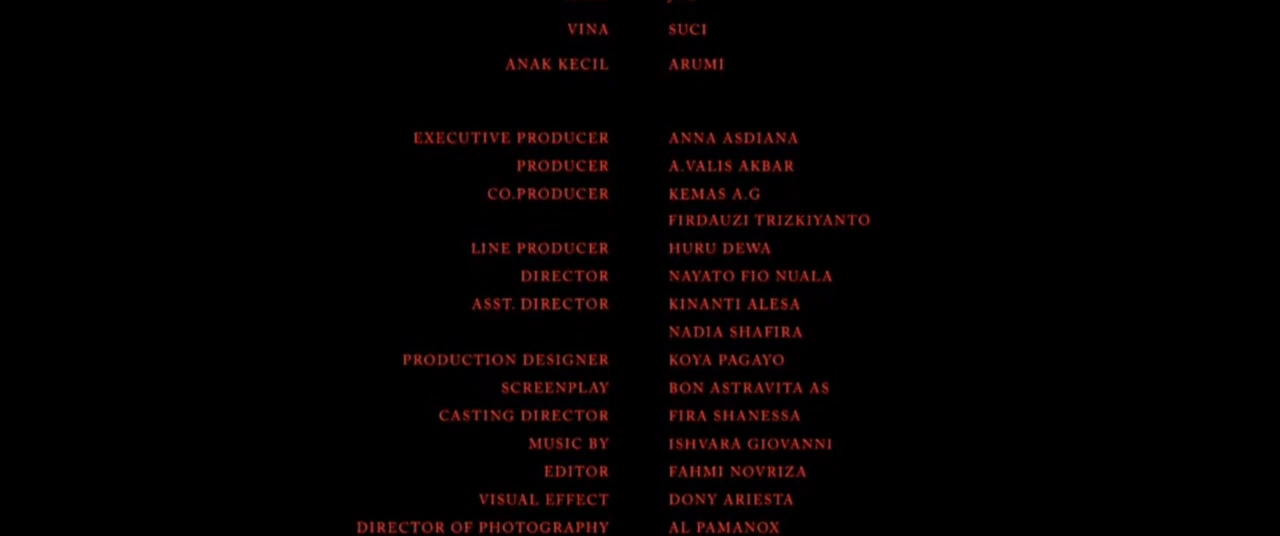 VINA SUCI
ANAK KECIL ARUMI
EXECUTIVE PRODUCER ANNA ASDIANA
PRODUCER A.VALIS AKBAR
CO.PRODUCER KEMAS A.G
FIRDAUZI TRIZKIYANTO
LINE PRODUCER HURU DEWA
DIRECTOR NAYATO FIO NUALA
ASST. DIRECTOR KINANTI ALESA
NADIA SHAFIRA
PRODUCTION DESIGNER KOYA PAGAYO
SCREENPLAY BON ASTRAVITA AS
CASTING DIRECTOR FIRA SHANESSA
MUSIC BY ISHVARA GIOVANNI
EDITOR FAHMI NOVRIZA
VISUAL EFFECT DONY ARIESTA
DIRECTOR OF PHOTOGRAPHY AL PAMANOX